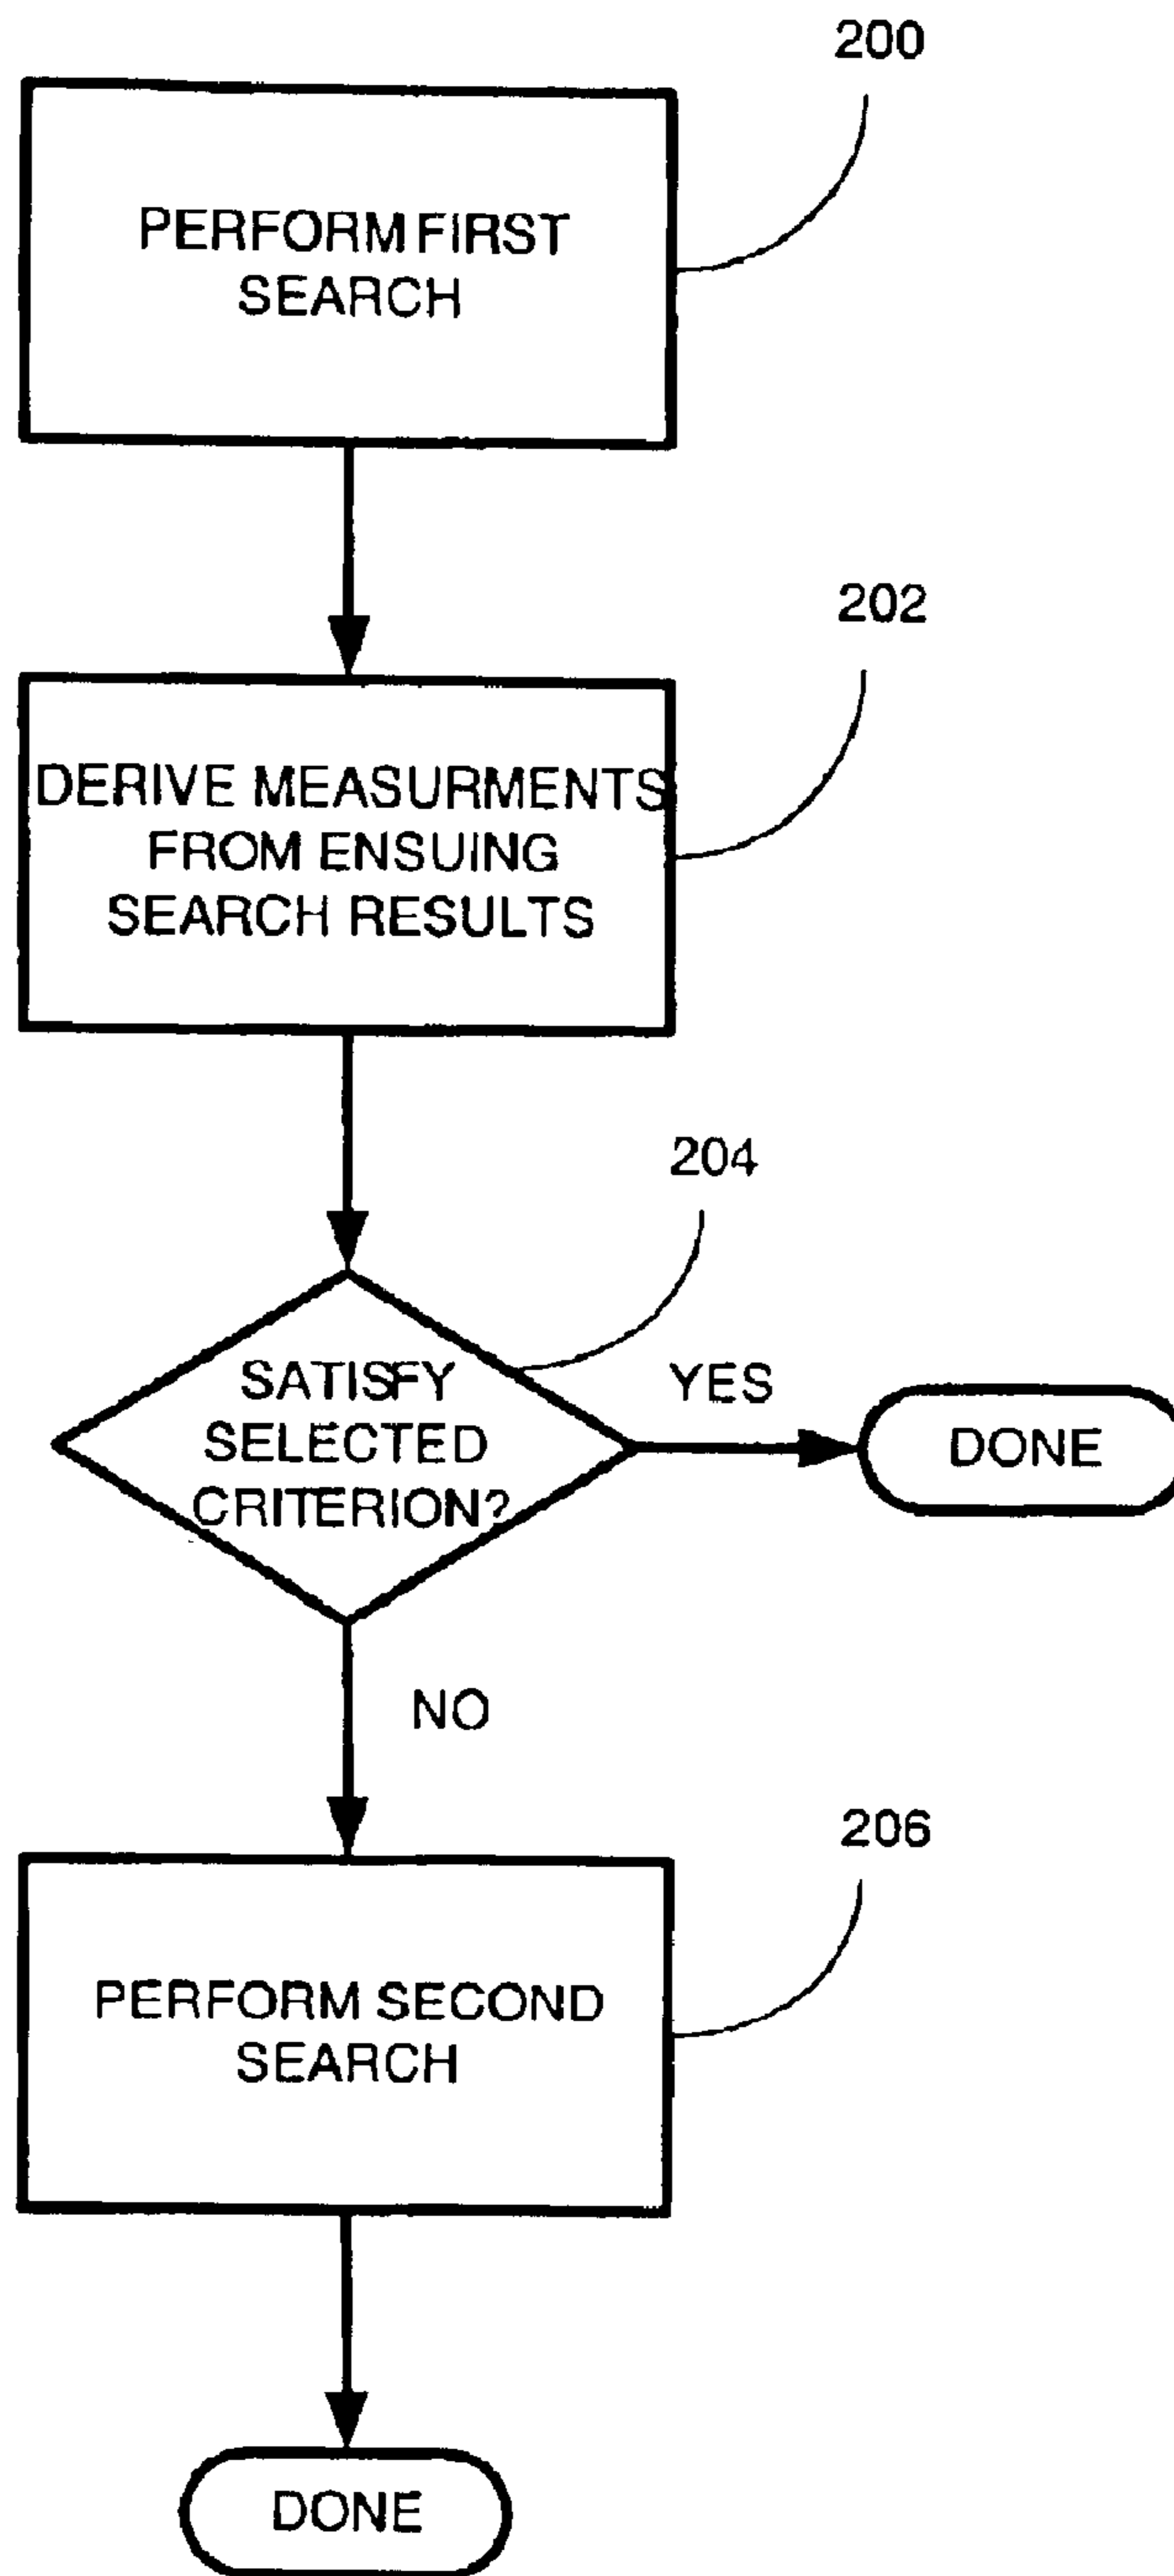 200
PERFORM FIRST
SEARCH
202
DERIVE MEASURMENTS
FROM ENSUING
SEARCH RESULTS
204
SATISFY
SELECTED
CRITERION?
YES
DONE
NO
206
PERFORM SECOND
SEARCH
DONE